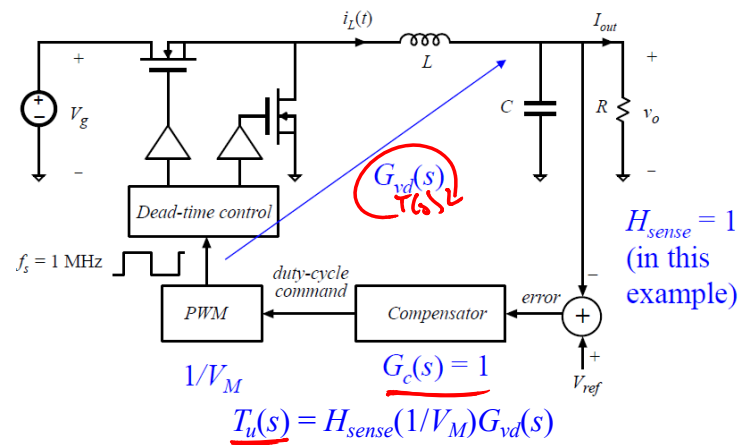 i_L(t)
I_out
+
L
+
+
−
V_g
C
R
v_o
−
−
G_vd(s)
T(s)
Dead-time control
H_sense = 1
(in this
example)
f_s = 1 MHz
duty-cycle
command
−
error
PWM
Compensator
+
+
1/V_M
G_c(s) = 1
V_ref
T_u(s) = H_sense(1/V_M)G_vd(s)